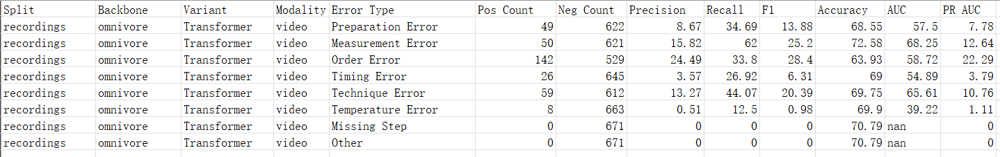 Split Backbone Variant Modality Error Type Pos Count Neg Count Precision Recall F1 Accuracy AUC PR AUC
recordings omnivore Transformer video Preparation Error 49 622 8.67 34.69 13.88 68.55 57.5 7.78
recordings omnivore Transformer video Measurement Error 50 621 15.82 62 25.2 72.58 68.25 12.64
recordings omnivore Transformer video Order Error 142 529 24.49 33.8 28.4 63.93 58.72 22.29
recordings omnivore Transformer video Timing Error 26 645 3.57 26.92 6.31 69 54.89 3.79
recordings omnivore Transformer video Technique Error 59 612 13.27 44.07 20.39 69.75 65.61 10.76
recordings omnivore Transformer video Temperature Error 8 663 0.51 12.5 0.98 69.9 39.22 1.11
recordings omnivore Transformer video Missing Step 0 671 0 0 0 70.79 nan 0
recordings omnivore Transformer video Other 0 671 0 0 0 70.79 nan 0